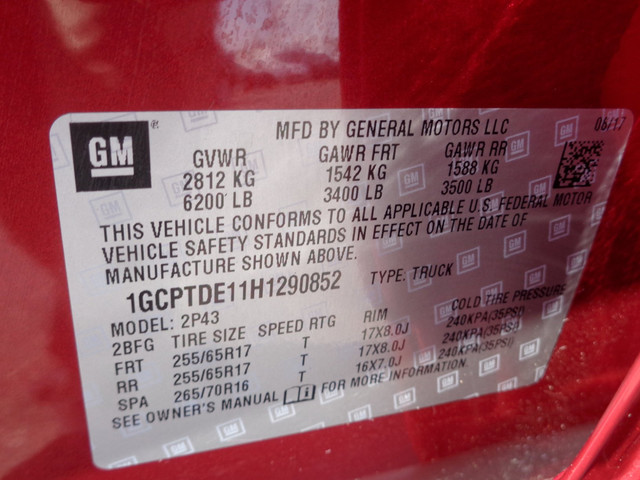 GM
MFD BY GENERAL MOTORS LLC 06/17
GVWR GAWR FRT GAWR RR
2812 KG 1542 KG 1588 KG
6200 LB 3400 LB 3500 LB
THIS VEHICLE CONFORMS TO ALL APPLICABLE U.S. FEDERAL MOTOR
VEHICLE SAFETY STANDARDS IN EFFECT ON THE DATE OF
MANUFACTURE SHOWN ABOVE.
1GCPTDE11H1290852 TYPE: TRUCK
MODEL: 2P43
2BFG TIRE SIZE SPEED RTG RIM COLD TIRE PRESSURE
FRT 255/65R17 T 17X8.0J 240KPA(35PSI)
RR 255/65R17 T 17X8.0J 240KPA(35PSI)
SPA 265/70R16 T 16X7.0J 240KPA(35PSI)
SEE OWNER'S MANUAL FOR MORE INFORMATION.